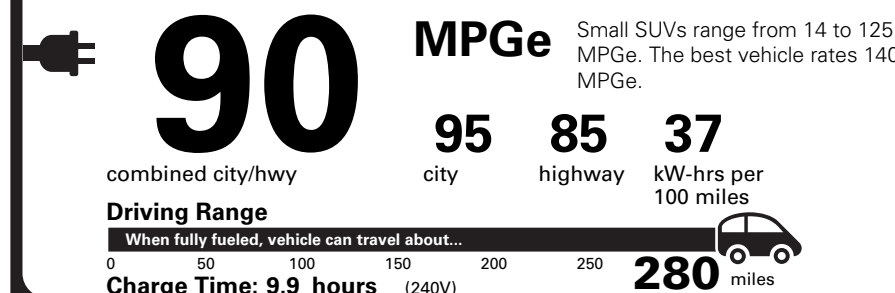 90
MPGe
Small SUVs range from 14 to 125
MPGe. The best vehicle rates 140
MPGe.
95
85
37
combined city/hwy
city
highway
kW-hrs per
100 miles
Driving Range
When fully fueled, vehicle can travel about...
0 50 100 150 200 250 280 miles
Charge Time: 9.9 hours (240V)